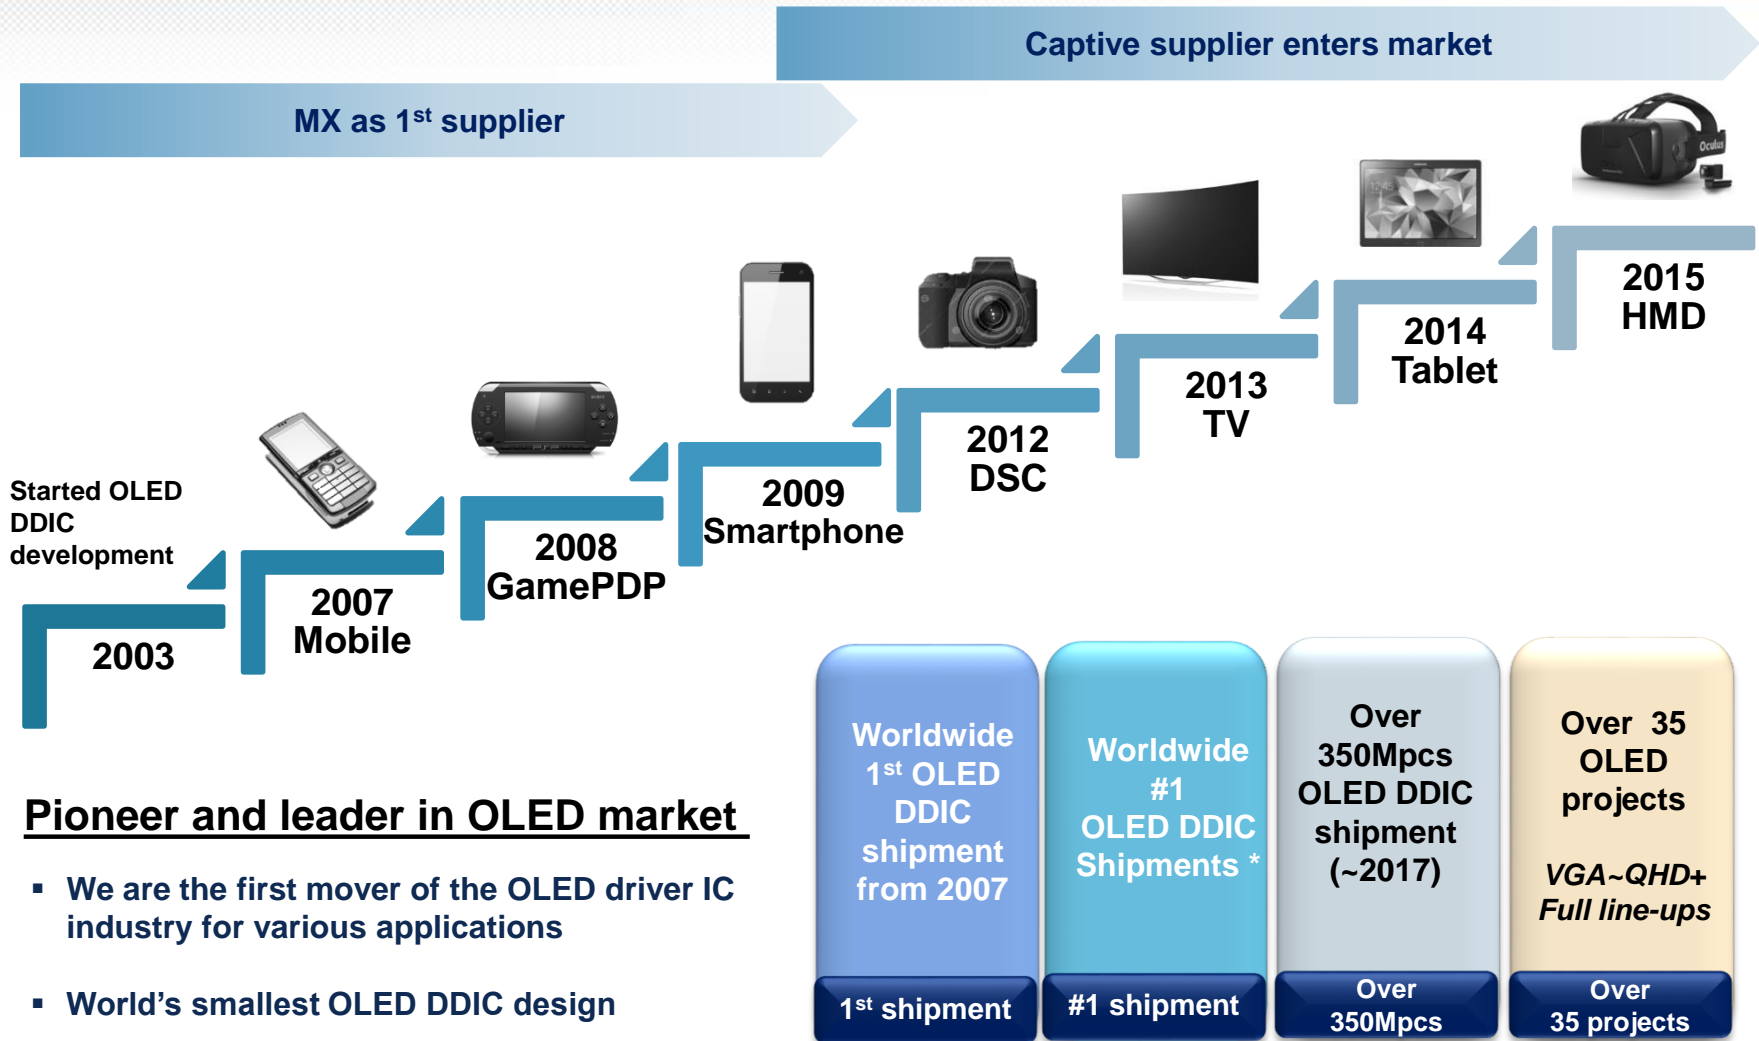 Captive supplier enters market
MX as 1st supplier
Oculus
2015
HMD
2014
Tablet
2013
TV
2012
DSC
2009
Smartphone
2008
GamePDP
2007
Mobile
Started OLED
DDIC
development
2003
Pioneer and leader in OLED market
▪ We are the first mover of the OLED driver IC
industry for various applications
▪ World's smallest OLED DDIC design
Worldwide
1st OLED
DDIC
shipment
from 2007
1st shipment
Worldwide
#1
OLED DDIC
Shipments *
#1 shipment
Over
350Mpcs
OLED DDIC
shipment
(~2017)
Over
350Mpcs
Over 35
OLED
projects
VGA~QHD+
Full line-ups
Over
35 projects